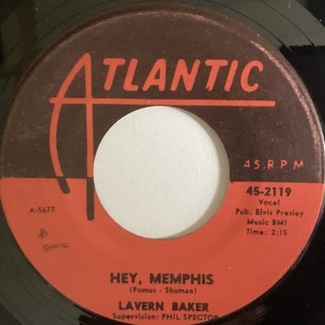 ATLANTIC
45 R P M
45-2119
Vocal
Pub. Elvis Presley
Music BMI
Time: 2:15
A-5677
HEY, MEMPHIS
(Pomus - Shuman)
LAVERN BAKER
Supervision: PHIL SPECTOR